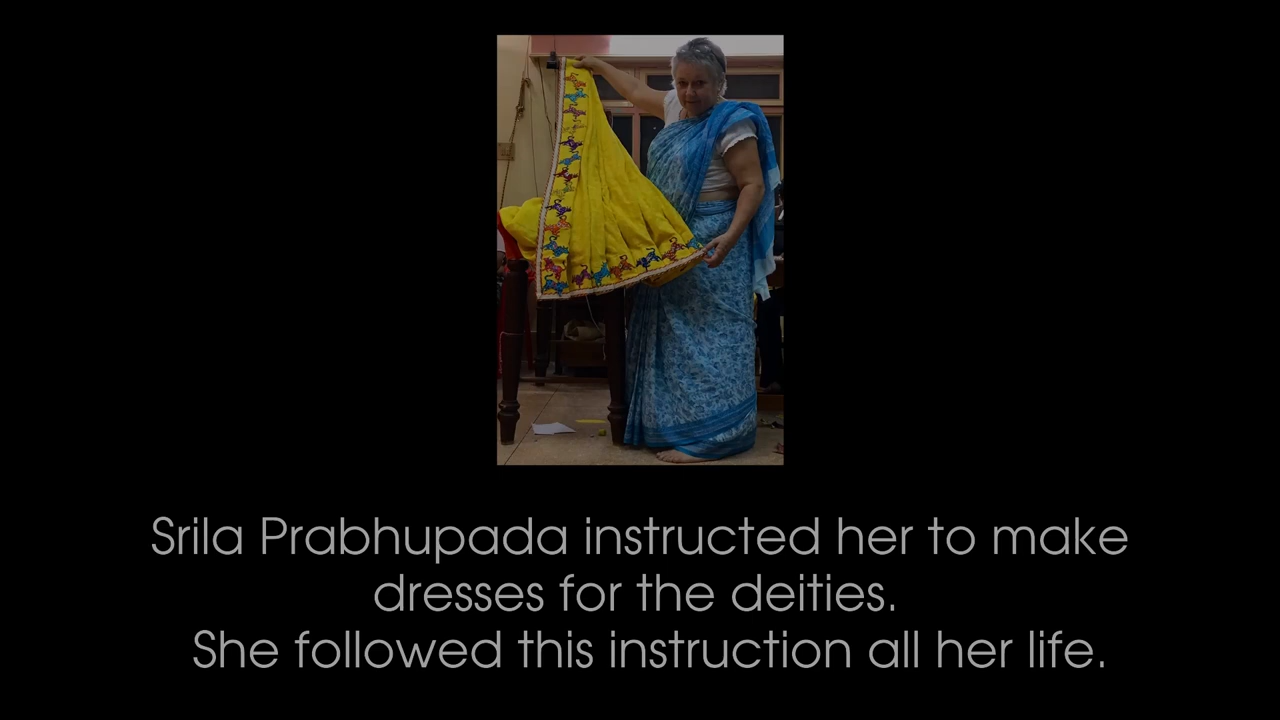 Srila Prabhupada instructed her to make
dresses for the deities.
She followed this instruction all her life.